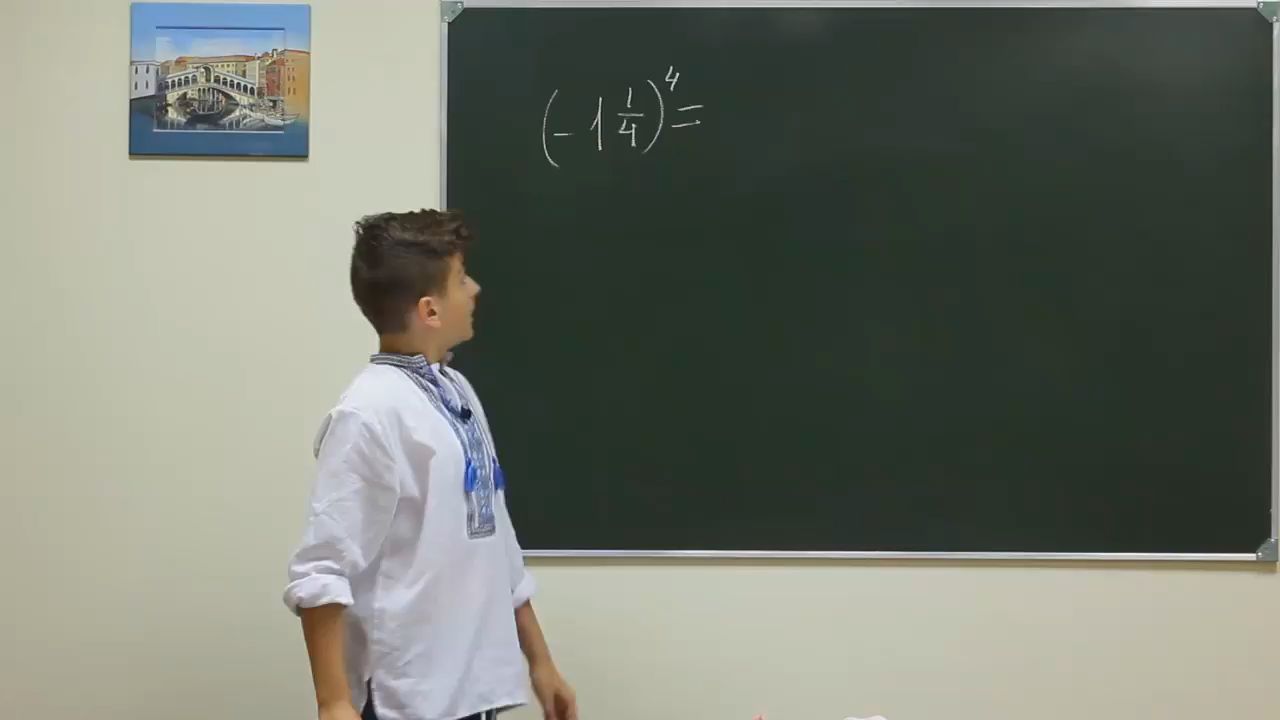 (- 1 1/4)^4 =